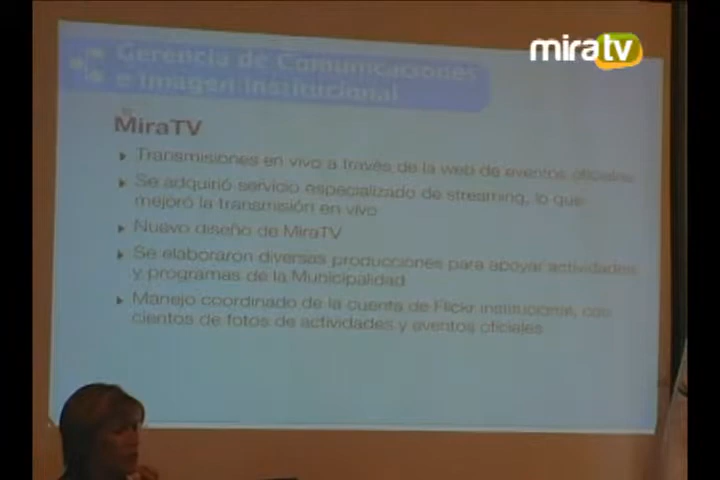 miratv
Gerencia de Comunicaciones
e Imagen Institucional
MiraTV
Transmisiones en vivo a través de la web de eventos oficiales
Se adquirió servicio especializado de streaming, lo que
mejoró la transmisión en vivo
Nuevo diseño de MiraTV
Se elaboraron diversas producciones para apoyar actividades
y programas de la Municipalidad
Manejo coordinado de la cuenta de Flickr institucional, con
cientos de fotos de actividades y eventos oficiales